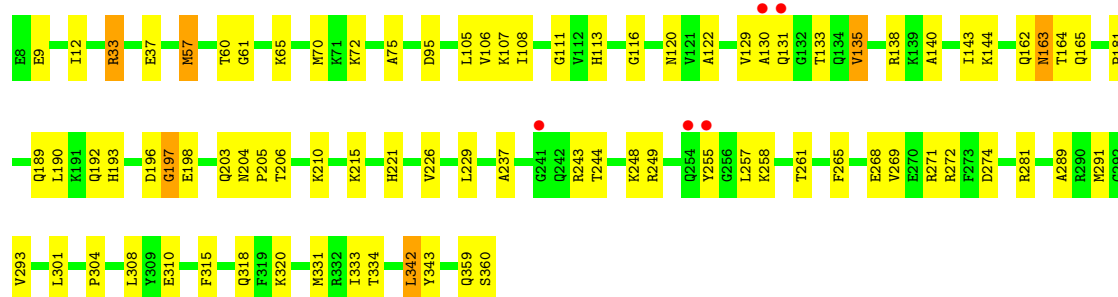 E8 E9 I12 R33 E37 M57 T60 G61 K65 M70 K71 K72 A75 D95 L105 V106 K107 I108 G111 V112 H113 G116 N120 V121 A122 V129 A130 Q131 G132 T133 Q134 V135 R138 K139 A140 I143 K144 Q162 N163 T164 Q165
Q189 L190 K191 Q192 H193 D196 G197 E198 Q203 N204 P205 T206 K210 K215 H221 V226 L229 A237 G241 Q242 R243 T244 K248 R249 Q254 Y255 G256 L257 K258 T261 F265 E268 V269 E270 R271 R272 F273 D274 R281 A289 R290 M291
V293 L301 P304 L308 Y309 E310 F315 Q318 F319 K320 M331 R332 I333 T334 L342 Y343 Q359 S360